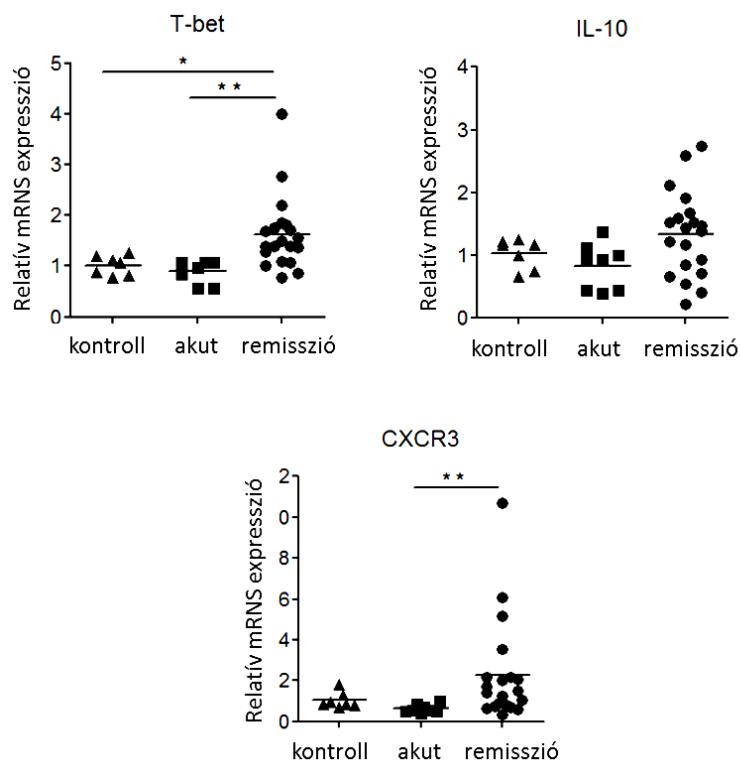 T-bet
IL-10
* 
* *
Relatív mRNS expresszió
5
4
3
2
1
0
kontroll akut remisszió
Relatív mRNS expresszió
4
3
2
1
0
kontroll akut remisszió
CXCR3
* *
Relatív mRNS expresszió
2
0
8
6
4
2
0
kontroll akut remisszió